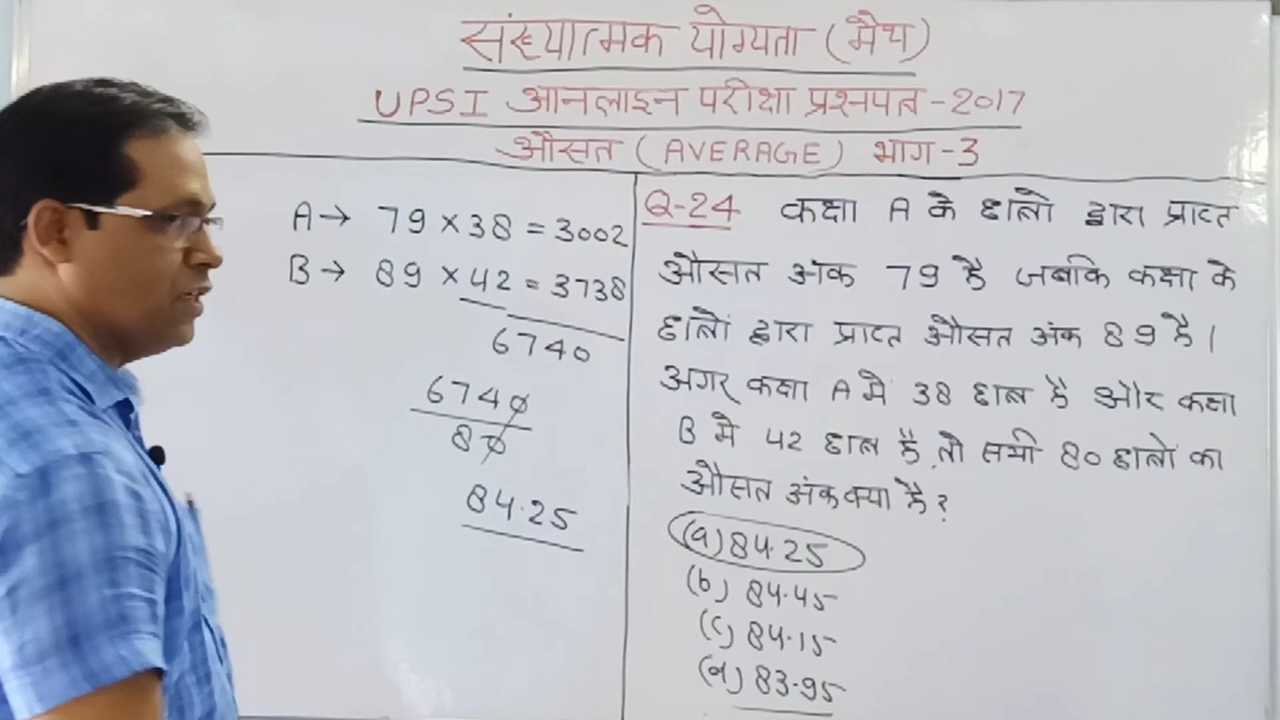 संख्यात्मक योग्यता (मैथ)
UPSI आनलाइन परीक्षा प्रश्नपत्र-2017
औसत (AVERAGE) भाग-3
A→ 79×38=3002
B→ 89×42=3738
6740
6740
80
84.25
Q-24 कक्षा A के छात्रो द्वारा प्राप्त
औसत अंक 79 है जबकि कक्षा के
छात्रों द्वारा प्राप्त औसत अंक 89 है।
अगर कक्षा A मे 38 छात्र है और कक्षा
B मे 42 छात्र है, तो सभी 80 छात्रों का
औसत अंक क्या है?
(a) 84.25
(b) 84.45
(c) 84.15
(d) 83.95